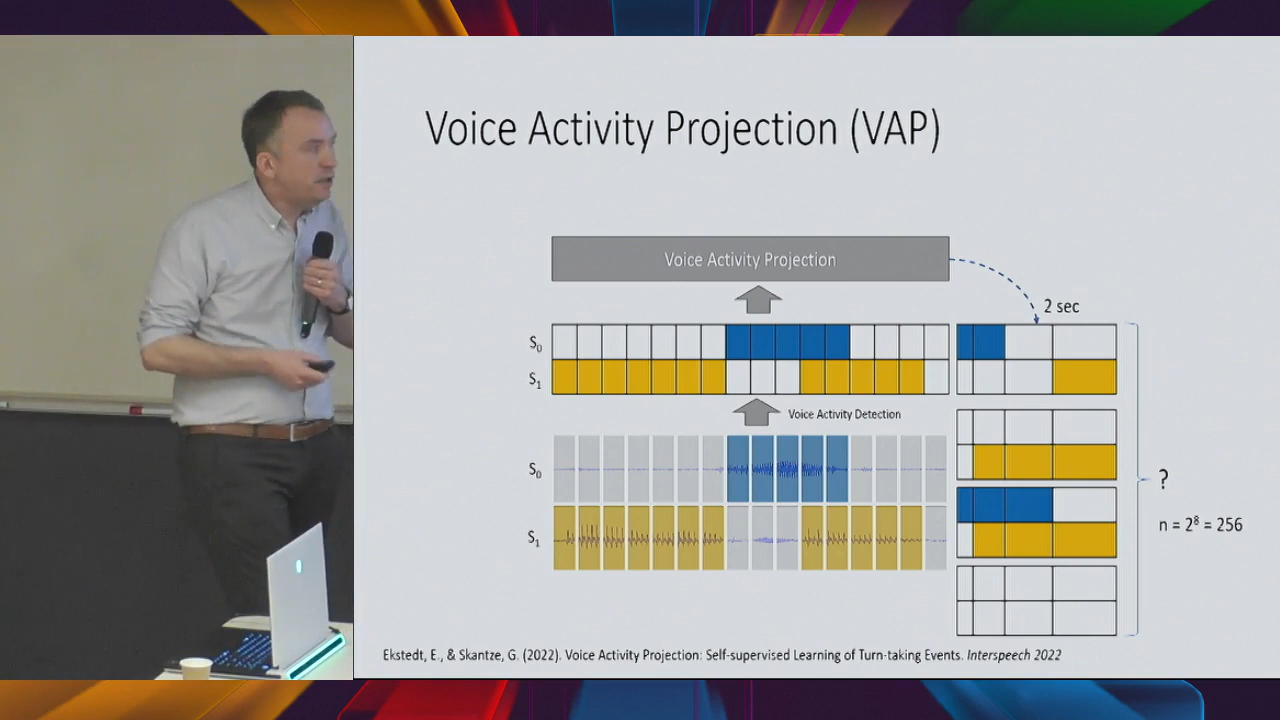 Voice Activity Projection (VAP)
Voice Activity Projection
2 sec
S0
S1
Voice Activity Detection
S0
S1
?
n = 2⁸ = 256
Ekstedt, E., & Skantze, G. (2022). Voice Activity Projection: Self-supervised Learning of Turn-taking Events. Interspeech 2022